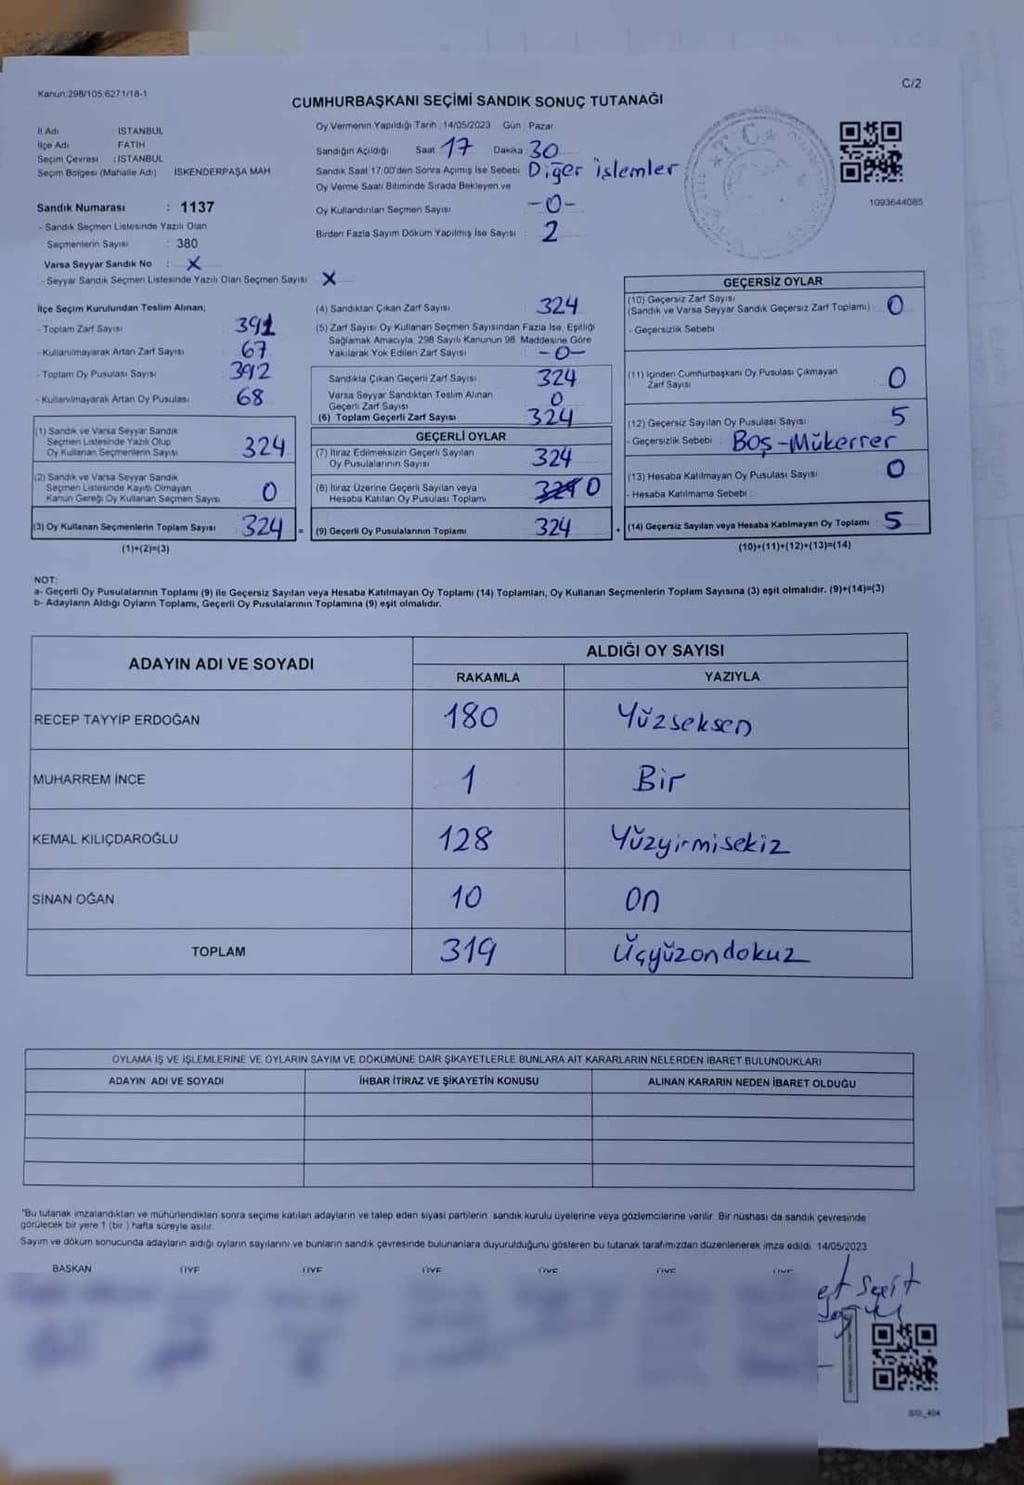 Kanun:298/105;6271/18-1
C/2
CUMHURBAŞKANI SEÇİMİ SANDIK SONUÇ TUTANAĞI
İl Adı İSTANBUL
İlçe Adı FATİH
Seçim Çevresi : İSTANBUL
Seçim Bölgesi (Mahalle Adı) İSKENDERPAŞA MAH
Sandık Numarası : 1137
- Sandık Seçmen Listesinde Yazılı Olan
Seçmenlerin Sayısı : 380
Varsa Seyyar Sandık No : X
- Seyyar Sandık Seçmen Listesinde Yazılı Olan Seçmen Sayısı X
Oy Vermenin Yapıldığı Tarih : 14/05/2023 Gün : Pazar
Sandığın Açıldığı Saat 17 Dakika 30
Sandık Saat 17:00'den Sonra Açılmış İse Sebebi Diğer işlemler
Oy Verme Saati Bitiminde Sırada Bekleyen ve
Oy Kullandırılan Seçmen Sayısı -0-
Birden Fazla Sayım Döküm Yapılmış İse Sayısı 2
T.C.
1093644085
İlçe Seçim Kurulundan Teslim Alınan;
- Toplam Zarf Sayısı 391
- Kullanılmayarak Artan Zarf Sayısı 67
- Toplam Oy Pusulası Sayısı 392
- Kullanılmayarak Artan Oy Pusulası 68
(1) Sandık ve Varsa Seyyar Sandık
Seçmen Listesinde Yazılı Olup
Oy Kullanan Seçmenlerin Sayısı 324
(2) Sandık ve Varsa Seyyar Sandık
Seçmen Listesinde Kayıtlı Olmayan
Kanun Gereği Oy Kullanan Seçmen Sayısı 0
(3) Oy Kullanan Seçmenlerin Toplam Sayısı 324 =
(1)+(2)=(3)
(4) Sandıktan Çıkan Zarf Sayısı 324
(5) Zarf Sayısı Oy Kullanan Seçmen Sayısından Fazla İse, Eşitliği
Sağlamak Amacıyla; 298 Sayılı Kanunun 98. Maddesine Göre
Yakılarak Yok Edilen Zarf Sayısı -0-
Sandıkta Çıkan Geçerli Zarf Sayısı 324
Varsa Seyyar Sandıktan Teslim Alınan
Geçerli Zarf Sayısı 0
(6) Toplam Geçerli Zarf Sayısı 324
GEÇERLİ OYLAR
(7) İtiraz Edilmeksizin Geçerli Sayılan
Oy Pusulalarının Sayısı 324
(8) İtiraz Üzerine Geçerli Sayılan veya
Hesaba Katılan Oy Pusulası Toplamı 0
(9) Geçerli Oy Pusulalarının Toplamı 324 +
GEÇERSİZ OYLAR
(10) Geçersiz Zarf Sayısı
(Sandık ve Varsa Seyyar Sandık Geçersiz Zarf Toplamı) 0
- Geçersizlik Sebebi
(11) İçinden Cumhurbaşkanı Oy Pusulası Çıkmayan
Zarf Sayısı 0
(12) Geçersiz Sayılan Oy Pusulası Sayısı 5
- Geçersizlik Sebebi : Boş-Mükerrer
(13) Hesaba Katılmayan Oy Pusulası Sayısı 0
- Hesaba Katılmama Sebebi :
(14) Geçersiz Sayılan veya Hesaba Katılmayan Oy Toplamı : 5
(10)+(11)+(12)+(13)=(14)
NOT:
a- Geçerli Oy Pusulalarının Toplamı (9) ile Geçersiz Sayılan veya Hesaba Katılmayan Oy Toplamı (14) Toplamları, Oy Kullanan Seçmenlerin Toplam Sayısına (3) eşit olmalıdır. (9)+(14)=(3)
b- Adayların Aldığı Oyların Toplamı, Geçerli Oy Pusulalarının Toplamına (9) eşit olmalıdır.
ADAYIN ADI VE SOYADI ALDIĞI OY SAYISI
RAKAMLA YAZIYLA
RECEP TAYYİP ERDOĞAN 180 Yüzseksen
MUHARREM İNCE 1 Bir
KEMAL KILIÇDAROĞLU 128 Yüzyirmisekiz
SİNAN OĞAN 10 on
TOPLAM 319 Üçyüzondokuz
OYLAMA İŞ VE İŞLEMLERİNE VE OYLARIN SAYIM VE DÖKÜMÜNE DAİR ŞİKAYETLERLE BUNLARA AİT KARARLARIN NELERDEN İBARET BULUNDUKLARI
ADAYIN ADI VE SOYADI İHBAR İTİRAZ VE ŞİKAYETİN KONUSU ALINAN KARARIN NEDEN İBARET OLDUĞU
"Bu tutanak imzalandıktan ve mühürlendikten sonra seçime katılan adayların ve talep eden siyasi partilerin sandık kurulu üyelerine veya gözlemcilerine verilir. Bir nüshası da sandık çevresinde
görülecek bir yere 1 (bir) hafta süreyle asılır.
Sayım ve döküm sonucunda adayların aldığı oyların sayılarını ve bunların sandık çevresinde bulunanlara duyurulduğunu gösteren bu tutanak tarafımızdan düzenlenerek imza edildi. 14/05/2023
BAŞKAN ÜYE ÜYE ÜYE ÜYE ÜYE ÜYE